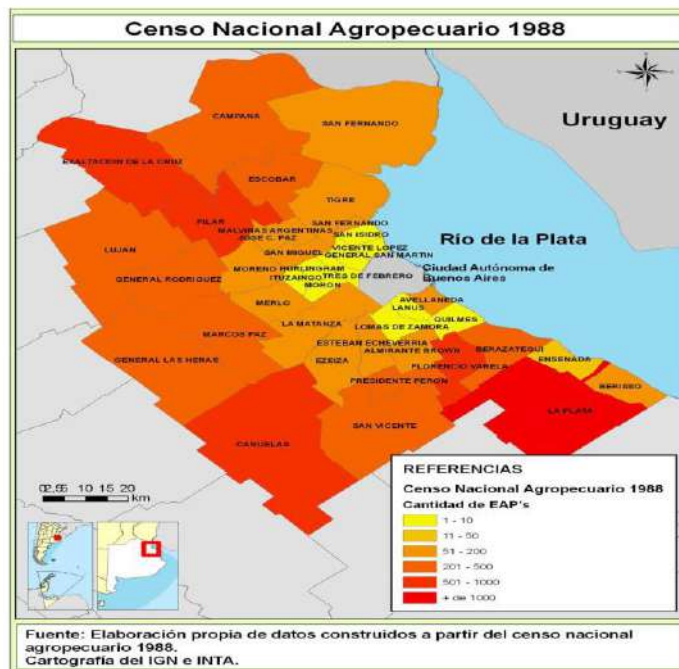 Censo Nacional Agropecuario 1988
CAMPANA
SAN FERNANDO
Uruguay
EXALTACION DE LA CRUZ
ESCOBAR
TIGRE
PILAR
SAN FERNANDO
MALVINAS ARGENTINAS
SAN ISIDRO
JOSE C. PAZ
Río de la Plata
LUJAN
VICENTE LOPEZ
SAN MIGUEL
GENERAL SAN MARTIN
MORENO
HURLINGHAM
Ciudad Autónoma de
Buenos Aires
GENERAL RODRIGUEZ
ITUZAINGO
TRES DE FEBRERO
MORON
MERLO
AVELLANEDA
LANUS
LA MATANZA
QUILMES
MARCOS PAZ
LOMAS DE ZAMORA
ESTEBAN ECHEVERRIA
BERAZATEGUI
GENERAL LAS HERAS
EZEIZA
ALMIRANTE BROWN
ENSENADA
FLORENCIO VARELA
PRESIDENTE PERON
BERISSO
LA PLATA
SAN VICENTE
CAÑUELAS
02,55 10 15 20
km
REFERENCIAS
Censo Nacional Agropecuario 1988
Cantidad de EAP's
1 - 10
11 - 50
51 - 200
201 - 500
501 - 1000
+ de 1000
Fuente: Elaboración propia de datos construidos a partir del censo nacional
agropecuario 1988.
Cartografía del IGN e INTA.